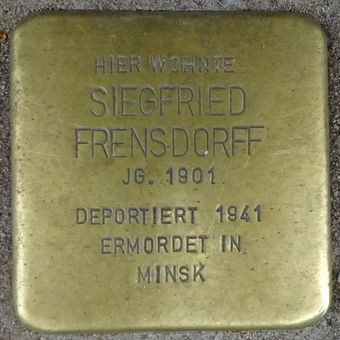 HIER WOHNTE
SIEGFRIED
FRENSDORFF
JG. 1901
DEPORTIERT 1941
ERMORDET IN
MINSK